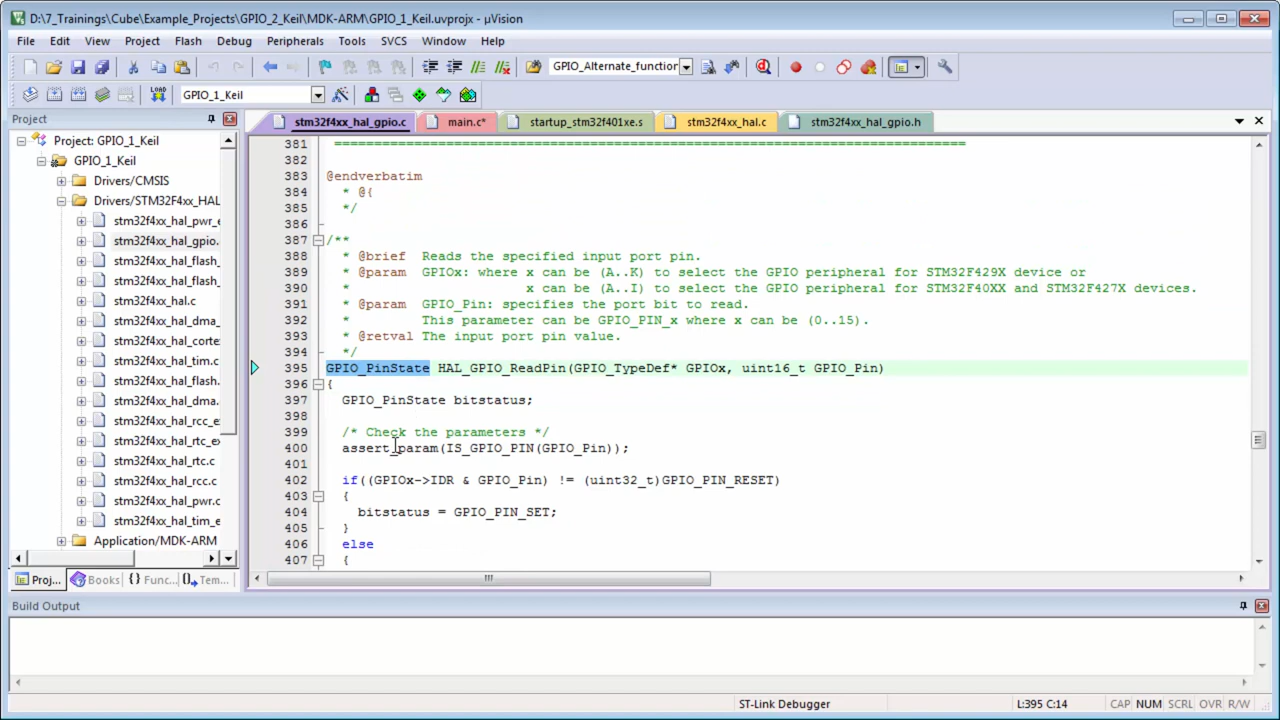 D:\7_Trainings\Cube\Example_Projects\GPIO_2_Keil\MDK-ARM\GPIO_1_Keil.uvprojx - µVision
File Edit View Project Flash Debug Peripherals Tools SVCS Window Help
GPIO_Alternate_function
LOAD GPIO_1_Keil
Project
stm32f4xx_hal_gpio.c main.c* startup_stm32f401xe.s stm32f4xx_hal.c stm32f4xx_hal_gpio.h
Project: GPIO_1_Keil
GPIO_1_Keil
Drivers/CMSIS
Drivers/STM32F4xx_HAL
stm32f4xx_hal_pwr_e
stm32f4xx_hal_gpio.
stm32f4xx_hal_flash_
stm32f4xx_hal_flash_
stm32f4xx_hal.c
stm32f4xx_hal_dma_
stm32f4xx_hal_corte
stm32f4xx_hal_tim.c
stm32f4xx_hal_flash.
stm32f4xx_hal_dma.
stm32f4xx_hal_rcc_e
stm32f4xx_hal_rtc_e
stm32f4xx_hal_rtc.c
stm32f4xx_hal_rcc.c
stm32f4xx_hal_pwr.c
stm32f4xx_hal_tim_e
Application/MDK-ARM
Proj... Books {} Func... Tem...
381 ===============================================================================
382
383 @endverbatim
384 * @{
385 */
386
387 /**
388 * @brief Reads the specified input port pin.
389 * @param GPIOx: where x can be (A..K) to select the GPIO peripheral for STM32F429X device or
390 * x can be (A..I) to select the GPIO peripheral for STM32F40XX and STM32F427X devices.
391 * @param GPIO_Pin: specifies the port bit to read.
392 * This parameter can be GPIO_PIN_x where x can be (0..15).
393 * @retval The input port pin value.
394 */
395 GPIO_PinState HAL_GPIO_ReadPin(GPIO_TypeDef* GPIOx, uint16_t GPIO_Pin)
396 {
397 GPIO_PinState bitstatus;
398
399 /* Check the parameters */
400 assert_param(IS_GPIO_PIN(GPIO_Pin));
401
402 if((GPIOx->IDR & GPIO_Pin) != (uint32_t)GPIO_PIN_RESET)
403 {
404 bitstatus = GPIO_PIN_SET;
405 }
406 else
407 {
Build Output
ST-Link Debugger L:395 C:14 CAP NUM SCRL OVR R/W